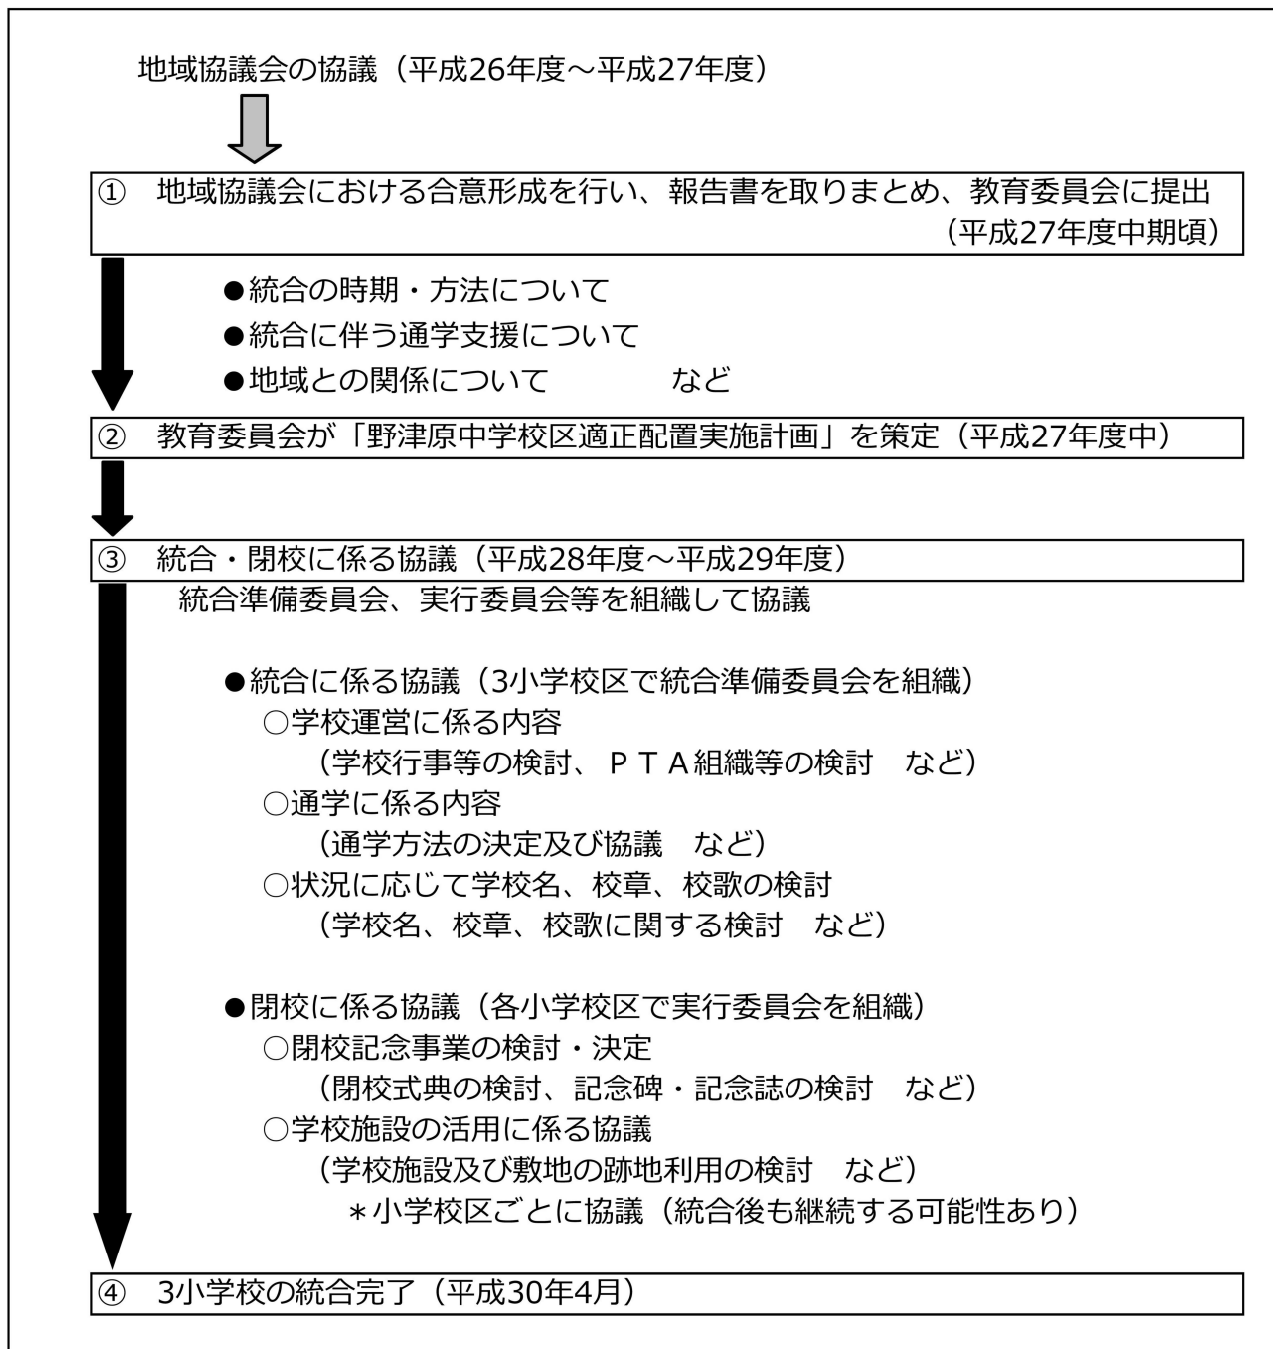 地域協議会の協議（平成26年度～平成27年度）
①　地域協議会における合意形成を行い、報告書を取りまとめ、教育委員会に提出
（平成27年度中期頃）
●統合の時期・方法について
●統合に伴う通学支援について
●地域との関係について　　　　など
②　教育委員会が「野津原中学校区適正配置実施計画」を策定（平成27年度中）
③　統合・閉校に係る協議（平成28年度～平成29年度）
統合準備委員会、実行委員会等を組織して協議
●統合に係る協議（3小学校区で統合準備委員会を組織）
○学校運営に係る内容
（学校行事等の検討、ＰＴＡ組織等の検討　など）
○通学に係る内容
（通学方法の決定及び協議　など）
○状況に応じて学校名、校章、校歌の検討
（学校名、校章、校歌に関する検討　など）
●閉校に係る協議（各小学校区で実行委員会を組織）
○閉校記念事業の検討・決定
（閉校式典の検討、記念碑・記念誌の検討　など）
○学校施設の活用に係る協議
（学校施設及び敷地の跡地利用の検討　など）
＊小学校区ごとに協議（統合後も継続する可能性あり）
④　3小学校の統合完了（平成30年4月）